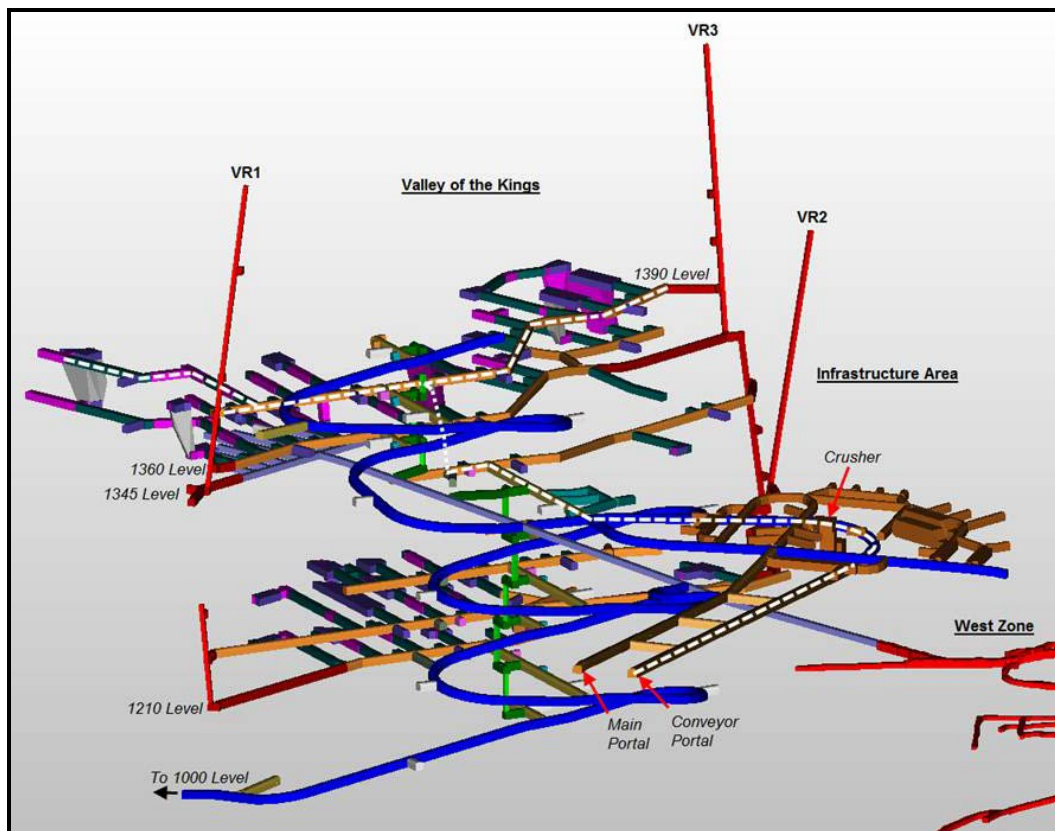 VR3
VR1
Valley of the Kings
VR2
1390 Level
Infrastructure Area
Crusher
1360 Level
1345 Level
West Zone
1210 Level
Main
Portal
Conveyor
Portal
To 1000 Level